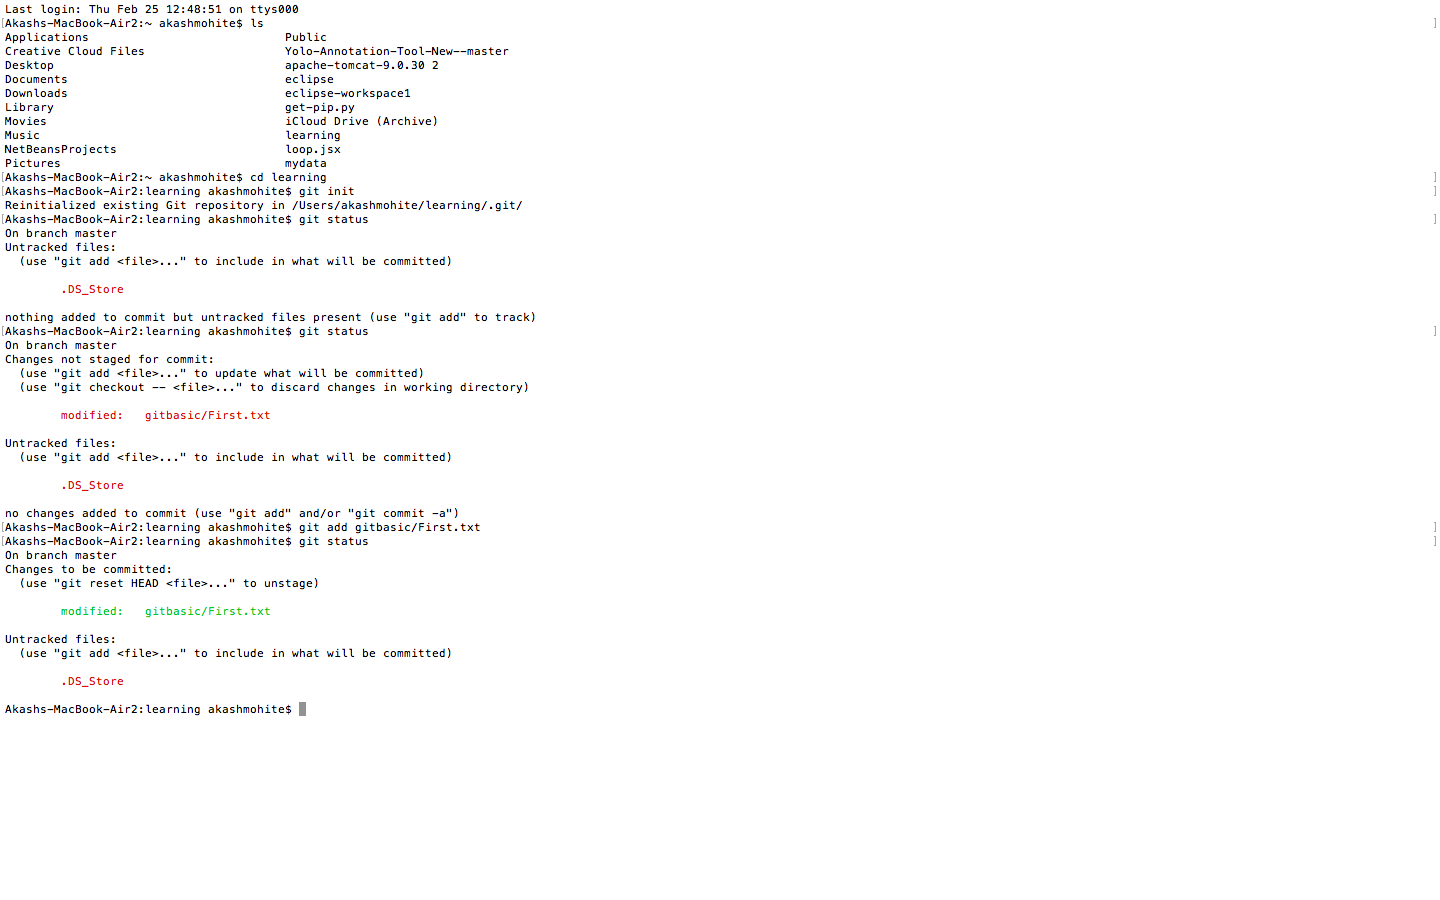 Last login: Thu Feb 25 12:48:51 on ttys000
[Akashs-MacBook-Air2:~ akashmohite$ ls ]
Applications Public
Creative Cloud Files Yolo-Annotation-Tool-New--master
Desktop apache-tomcat-9.0.30 2
Documents eclipse
Downloads eclipse-workspace1
Library get-pip.py
Movies iCloud Drive (Archive)
Music learning
NetBeansProjects loop.jsx
Pictures mydata
[Akashs-MacBook-Air2:~ akashmohite$ cd learning ]
[Akashs-MacBook-Air2:learning akashmohite$ git init ]
Reinitialized existing Git repository in /Users/akashmohite/learning/.git/
[Akashs-MacBook-Air2:learning akashmohite$ git status ]
On branch master
Untracked files:
  (use "git add <file>..." to include in what will be committed)
        .DS_Store
nothing added to commit but untracked files present (use "git add" to track)
[Akashs-MacBook-Air2:learning akashmohite$ git status ]
On branch master
Changes not staged for commit:
  (use "git add <file>..." to update what will be committed)
  (use "git checkout -- <file>..." to discard changes in working directory)
        modified:   gitbasic/First.txt
Untracked files:
  (use "git add <file>..." to include in what will be committed)
        .DS_Store
no changes added to commit (use "git add" and/or "git commit -a")
[Akashs-MacBook-Air2:learning akashmohite$ git add gitbasic/First.txt ]
[Akashs-MacBook-Air2:learning akashmohite$ git status ]
On branch master
Changes to be committed:
  (use "git reset HEAD <file>..." to unstage)
        modified:   gitbasic/First.txt
Untracked files:
  (use "git add <file>..." to include in what will be committed)
        .DS_Store
Akashs-MacBook-Air2:learning akashmohite$